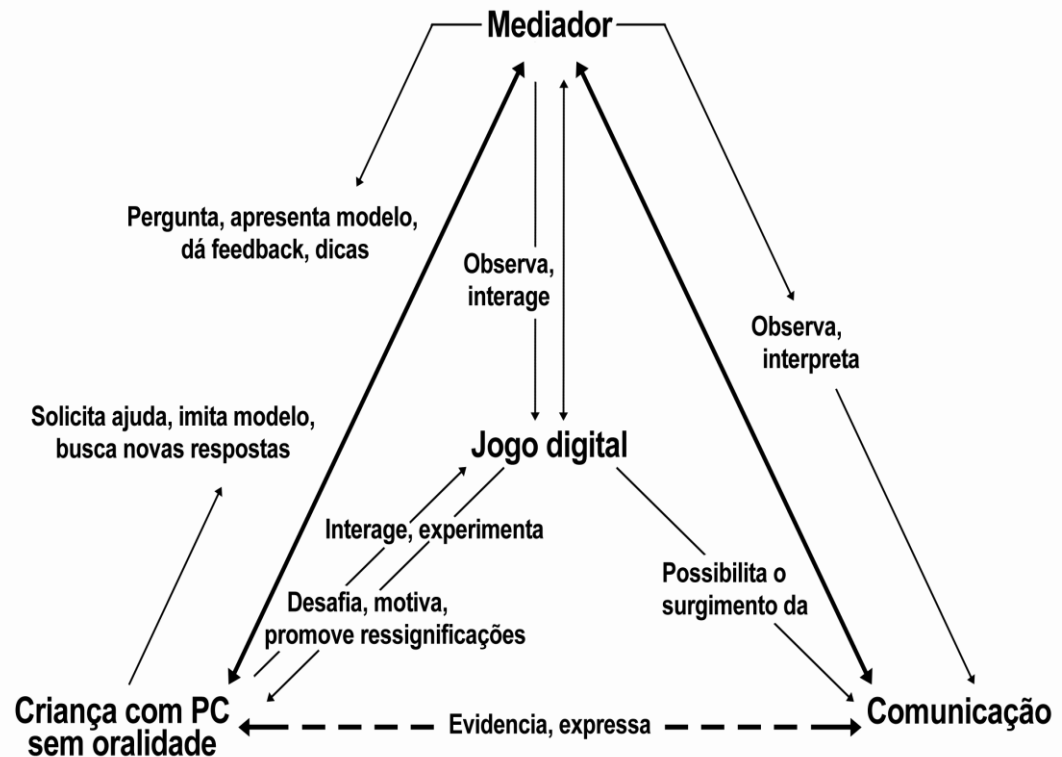 Mediador
Pergunta, apresenta modelo,
dá feedback, dicas
Observa,
interage
Observa,
interpreta
Solicita ajuda, imita modelo,
busca novas respostas
Jogo digital
Interage, experimenta
Possibilita o
surgimento da
Desafia, motiva,
promove ressignificações
Criança com PC
sem oralidade
Evidencia, expressa
Comunicação